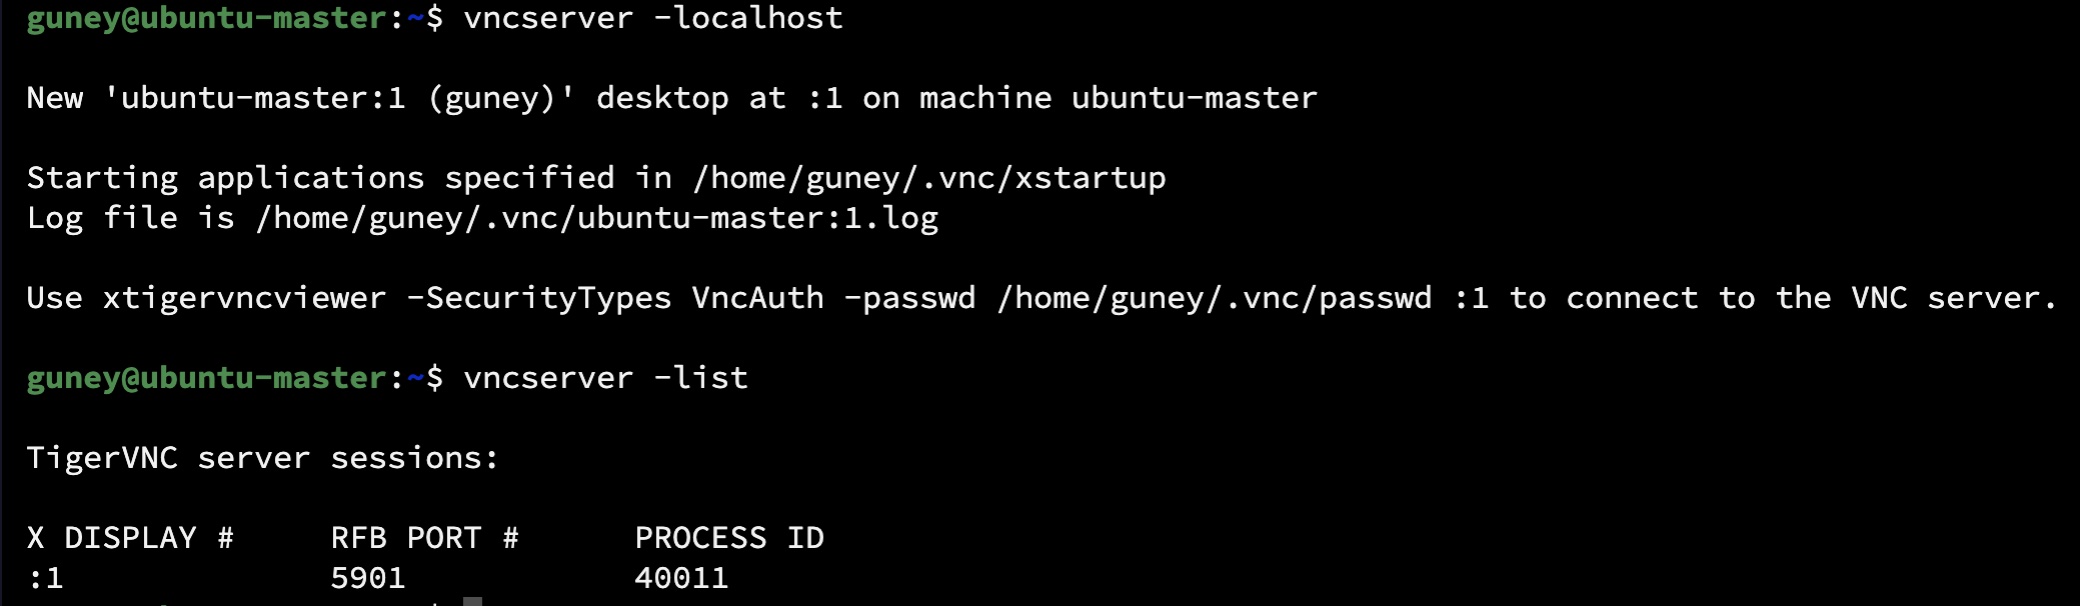 guney@ubuntu-master:~$ vncserver -localhost
New 'ubuntu-master:1 (guney)' desktop at :1 on machine ubuntu-master
Starting applications specified in /home/guney/.vnc/xstartup
Log file is /home/guney/.vnc/ubuntu-master:1.log
Use xtigervncviewer -SecurityTypes VncAuth -passwd /home/guney/.vnc/passwd :1 to connect to the VNC server.
guney@ubuntu-master:~$ vncserver -list
TigerVNC server sessions:
X DISPLAY # RFB PORT # PROCESS ID
:1 5901 40011